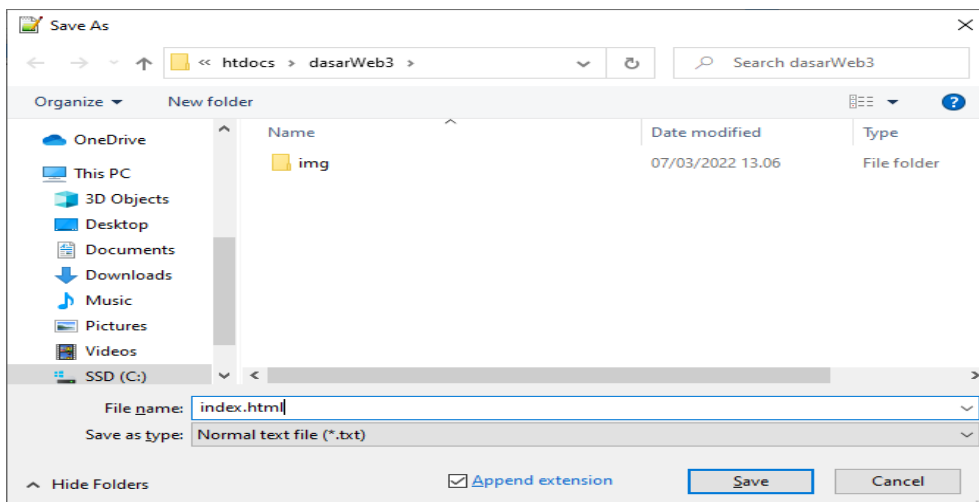 Save As
« htdocs › dasarWeb3 ›
Search dasarWeb3
Organize
New folder
?
Name
Date modified
Type
img
07/03/2022 13.06
File folder
OneDrive
This PC
3D Objects
Desktop
Documents
Downloads
Music
Pictures
Videos
SSD (C:)
File name: index.html
Save as type: Normal text file (*.txt)
Hide Folders
Append extension
Save
Cancel